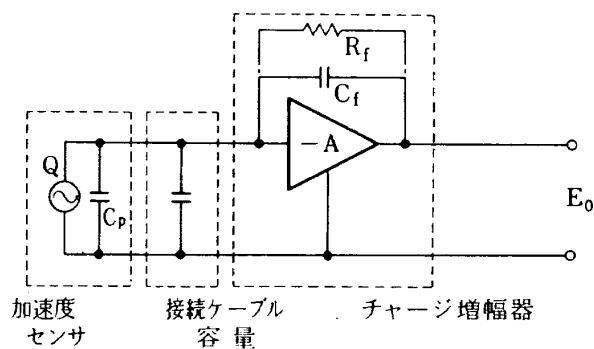 R_f
C_f
−A
Q
C_p
E_0
加速度
センサ
接続ケーブル
容量
チャージ増幅器